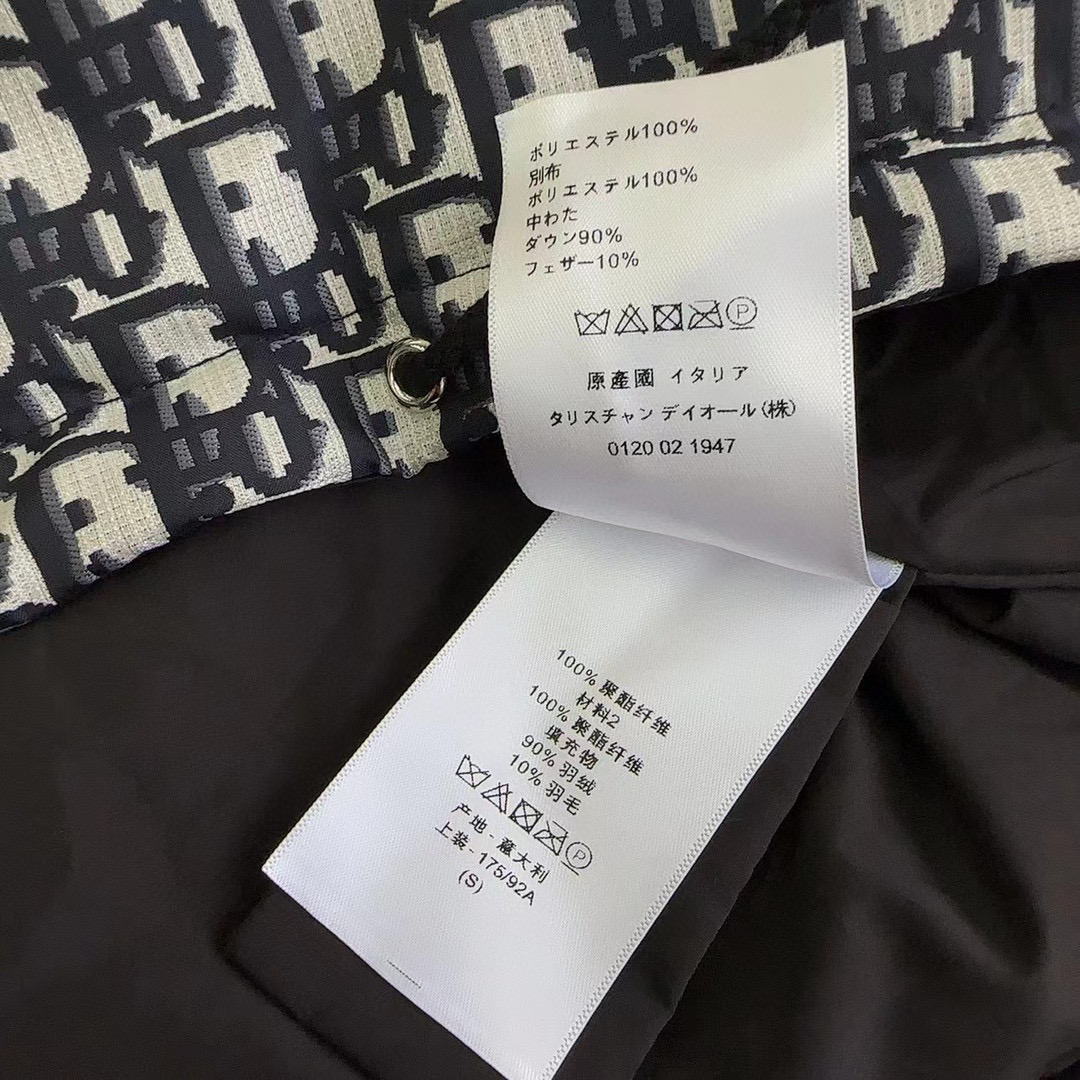 ポリエステル100%
別布
ポリエステル100%
中わた
ダウン90%
フェザー10%
P
原產國 イタリア
タリスチャン デイオール (株)
0120 02 1947
100% 聚酯纤维
材料2
100% 聚酯纤维
填充物
90% 羽绒
10% 羽毛
P
产地 - 意大利
上装 - 175/92A
(S)